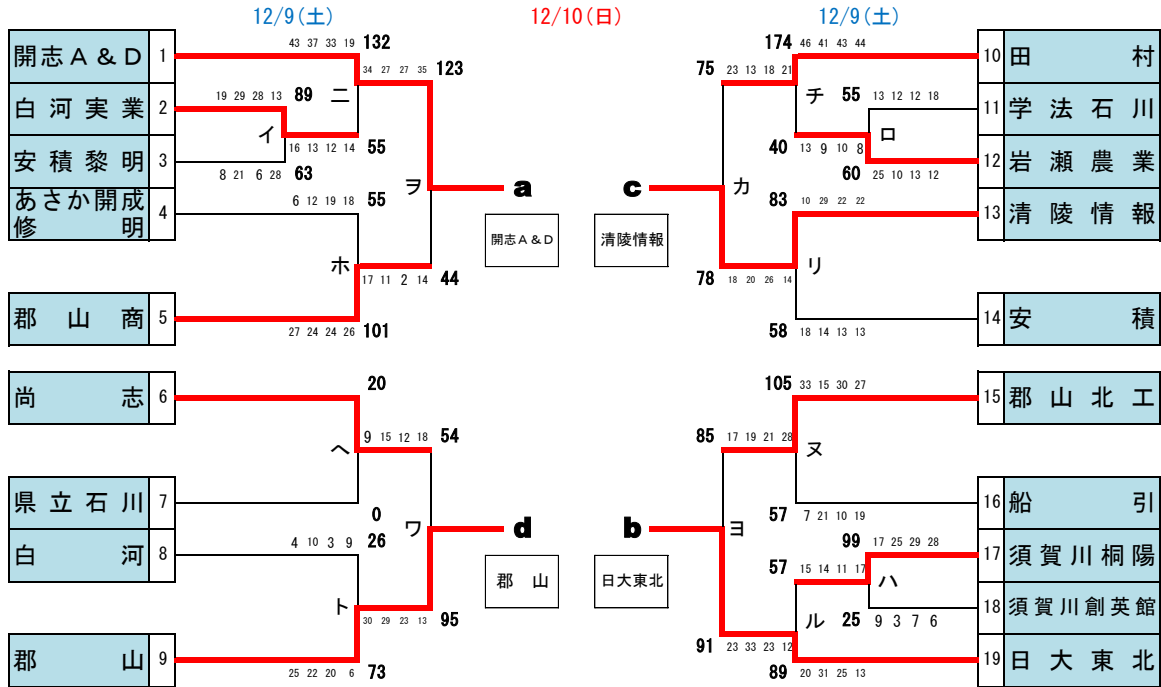 12/9(土)
12/10(日)
12/9(土)
開志A&D 1
43 37 33 19 132
34 27 27 35 123
白河実業 2
19 29 28 13 89
ニ
イ
16 13 12 14 55
安積黎明 3
8 21 6 28 63
あさか開成
修明 4
6 12 19 18 55
ヲ
a
開志A&D
ホ
17 11 2 14 44
郡山商 5
27 24 24 26 101
尚志 6
20
9 15 12 18 54
ヘ
県立石川 7
0
ワ
d
郡山
白河 8
4 10 3 9 26
ト
30 29 23 13 95
郡山 9
25 22 20 6 73
174 46 41 43 44
10 田村
75 23 13 18 21
チ
55 13 12 12 18
11 学法石川
ロ
40 13 9 10 8
60 25 10 13 12
12 岩瀬農業
カ
c
清陵情報
83 10 29 22 22
13 清陵情報
リ
78 18 20 26 14
58 18 14 13 13
14 安積
105 33 15 30 27
15 郡山北工
85 17 19 21 28
ヌ
57 7 21 10 19
16 船引
ヨ
b
日大東北
99 17 25 29 28
17 須賀川桐陽
57 15 14 11 17
ハ
ル
25 9 3 7 6
18 須賀川創英館
91 23 33 23 12
89 20 31 25 13
19 日大東北